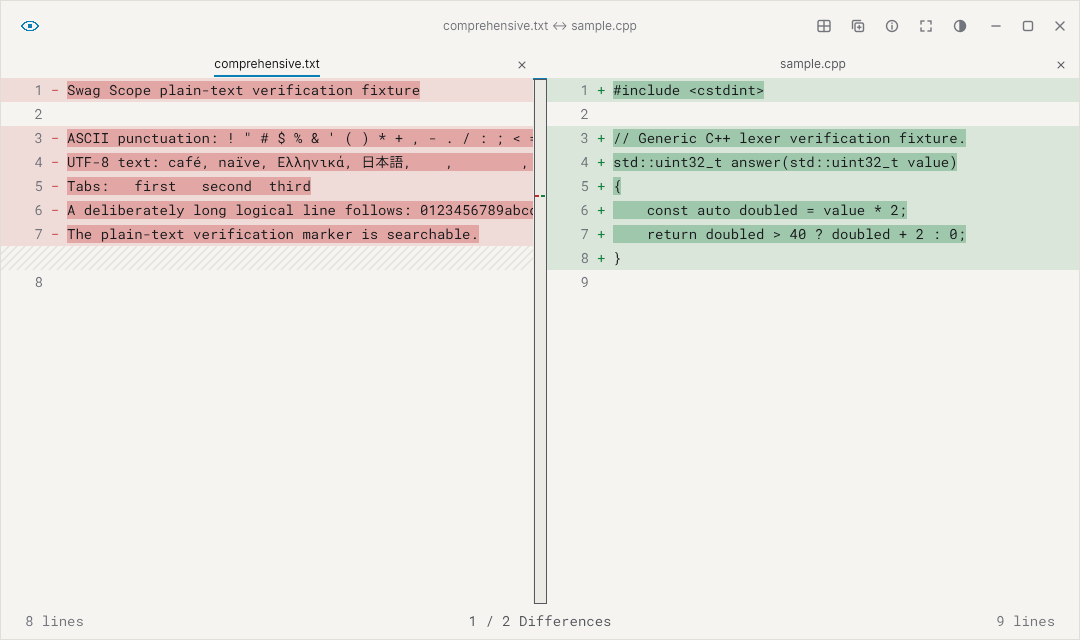 comprehensive.txt ↔ sample.cpp
comprehensive.txt
sample.cpp
1 − Swag Scope plain-text verification fixture
2
3 − ASCII punctuation: ! " # $ % & ' ( ) * + , - . / : ; < =
4 − UTF-8 text: café, naïve, Ελληνικά, 日本語, , ,
5 − Tabs: first second third
6 − A deliberately long logical line follows: 0123456789abcd
7 − The plain-text verification marker is searchable.
8
1 + #include <cstdint>
2
3 + // Generic C++ lexer verification fixture.
4 + std::uint32_t answer(std::uint32_t value)
5 + {
6 + const auto doubled = value * 2;
7 + return doubled > 40 ? doubled + 2 : 0;
8 + }
9
8 lines
1 / 2 Differences
9 lines